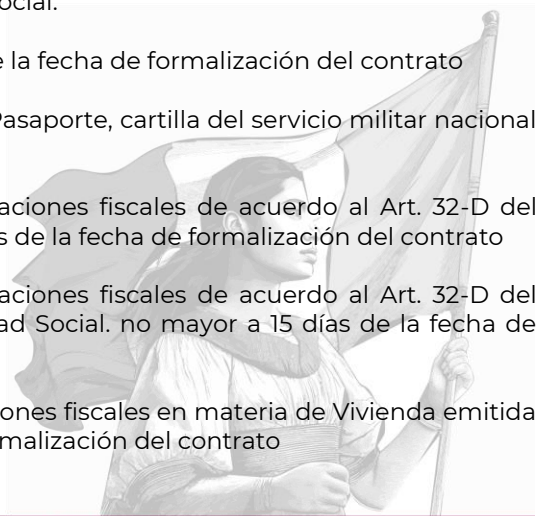 ocial.
e la fecha de formalización del contrato
Pasaporte, cartilla del servicio militar nacional
aciones fiscales de acuerdo al Art. 32-D del
s de la fecha de formalización del contrato
aciones fiscales de acuerdo al Art. 32-D del
ad Social. no mayor a 15 días de la fecha de
ones fiscales en materia de Vivienda emitida
rmalización del contrato